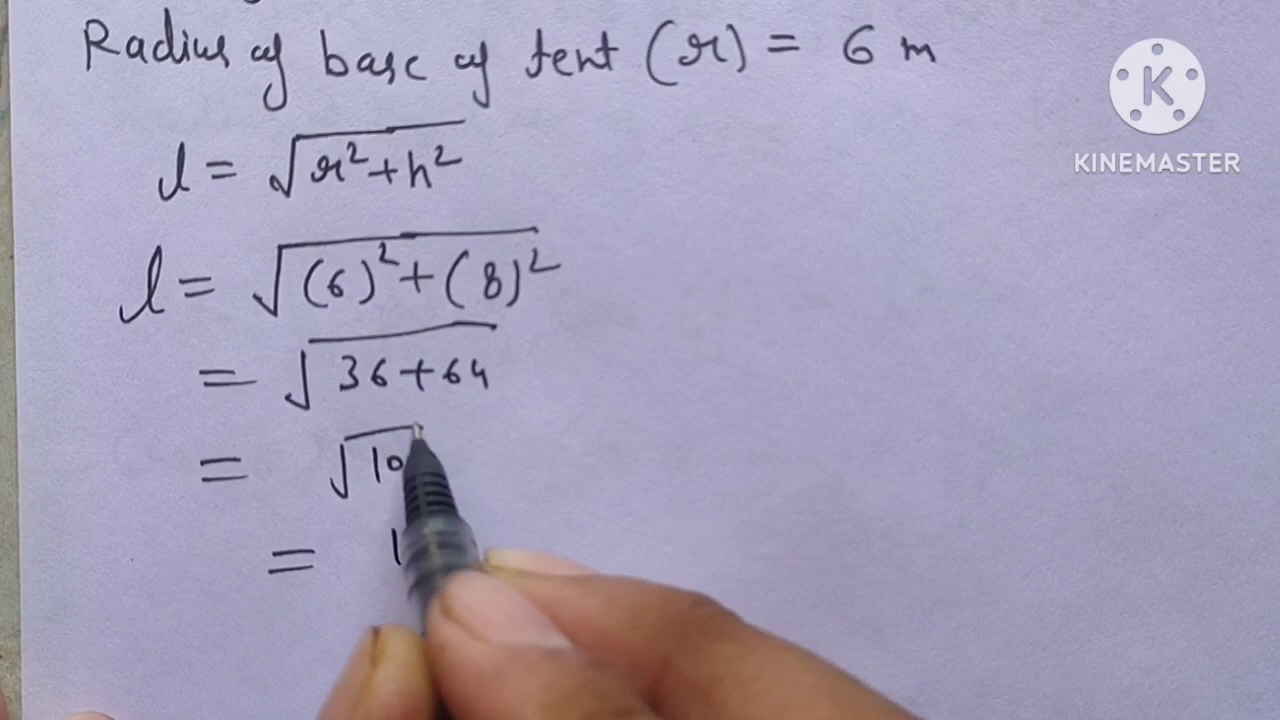 Radius of base of tent (r) = 6 m
K
KINEMASTER
l = √r²+h²
l = √(6)²+(8)²
= √36+64
= √10
= 1